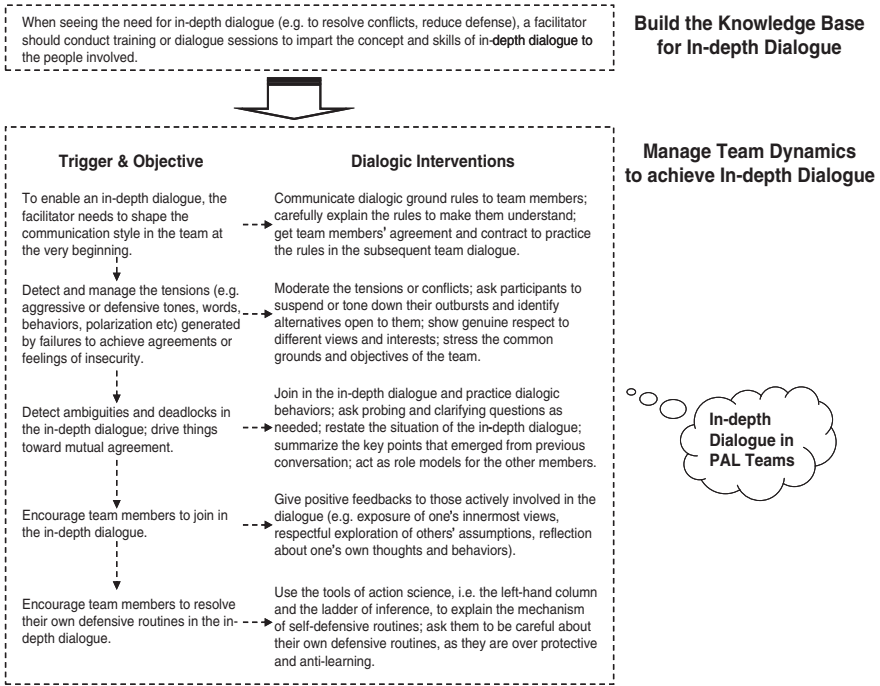 When seeing the need for in-depth dialogue (e.g. to resolve conflicts, reduce defense), a facilitator
should conduct training or dialogue sessions to impart the concept and skills of in-depth dialogue to
the people involved.
Build the Knowledge Base
for In-depth Dialogue
Manage Team Dynamics
to achieve In-depth Dialogue
Trigger & Objective
Dialogic Interventions
To enable an in-depth dialogue, the
facilitator needs to shape the
communication style in the team at
the very beginning.
Communicate dialogic ground rules to team members;
carefully explain the rules to make them understand;
get team members' agreement and contract to practice
the rules in the subsequent team dialogue.
Detect and manage the tensions (e.g.
aggressive or defensive tones, words,
behaviors, polarization etc) generated
by failures to achieve agreements or
feelings of insecurity.
Moderate the tensions or conflicts; ask participants to
suspend or tone down their outbursts and identify
alternatives open to them; show genuine respect to
different views and interests; stress the common
grounds and objectives of the team.
Detect ambiguities and deadlocks in
the in-depth dialogue; drive things
toward mutual agreement.
Join in the in-depth dialogue and practice dialogic
behaviors; ask probing and clarifying questions as
needed; restate the situation of the in-depth dialogue;
summarize the key points that emerged from previous
conversation; act as role models for the other members.
In-depth
Dialogue in
PAL Teams
Encourage team members to join in
the in-depth dialogue.
Give positive feedbacks to those actively involved in the
dialogue (e.g. exposure of one's innermost views,
respectful exploration of others' assumptions, reflection
about one's own thoughts and behaviors).
Encourage team members to resolve
their own defensive routines in the in-
depth dialogue.
Use the tools of action science, i.e. the left-hand column
and the ladder of inference, to explain the mechanism
of self-defensive routines; ask them to be careful about
their own defensive routines, as they are over protective
and anti-learning.